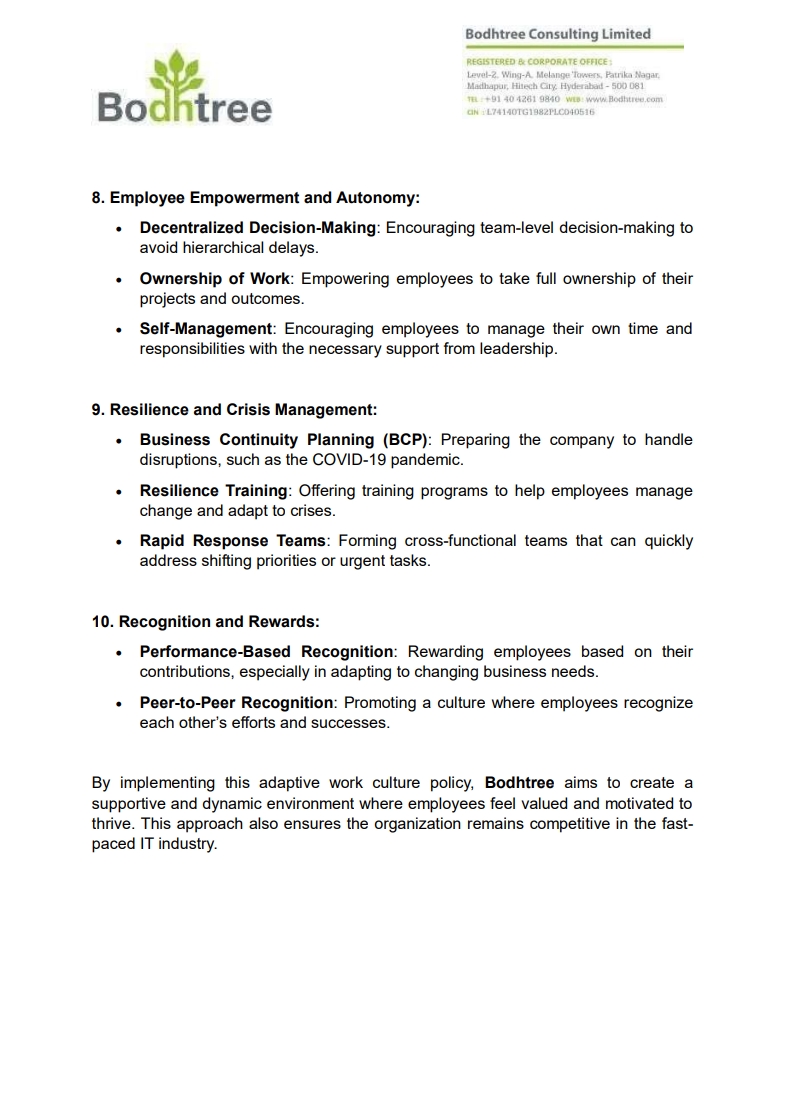 Bodhtree
Bodhtree Consulting Limited
REGISTERED & CORPORATE OFFICE :
Level-2, Wing-A, Melange Towers, Patrika Nagar,
Madhapur, Hitech City, Hyderabad - 500 081
TEL : +91 40 4261 9840 WEB: www.Bodhtree.com
CIN : L74140TG1982PLC040516
8. Employee Empowerment and Autonomy:
• Decentralized Decision-Making: Encouraging team-level decision-making to
avoid hierarchical delays.
• Ownership of Work: Empowering employees to take full ownership of their
projects and outcomes.
• Self-Management: Encouraging employees to manage their own time and
responsibilities with the necessary support from leadership.
9. Resilience and Crisis Management:
• Business Continuity Planning (BCP): Preparing the company to handle
disruptions, such as the COVID-19 pandemic.
• Resilience Training: Offering training programs to help employees manage
change and adapt to crises.
• Rapid Response Teams: Forming cross-functional teams that can quickly
address shifting priorities or urgent tasks.
10. Recognition and Rewards:
• Performance-Based Recognition: Rewarding employees based on their
contributions, especially in adapting to changing business needs.
• Peer-to-Peer Recognition: Promoting a culture where employees recognize
each other’s efforts and successes.
By implementing this adaptive work culture policy, Bodhtree aims to create a
supportive and dynamic environment where employees feel valued and motivated to
thrive. This approach also ensures the organization remains competitive in the fast-
paced IT industry.